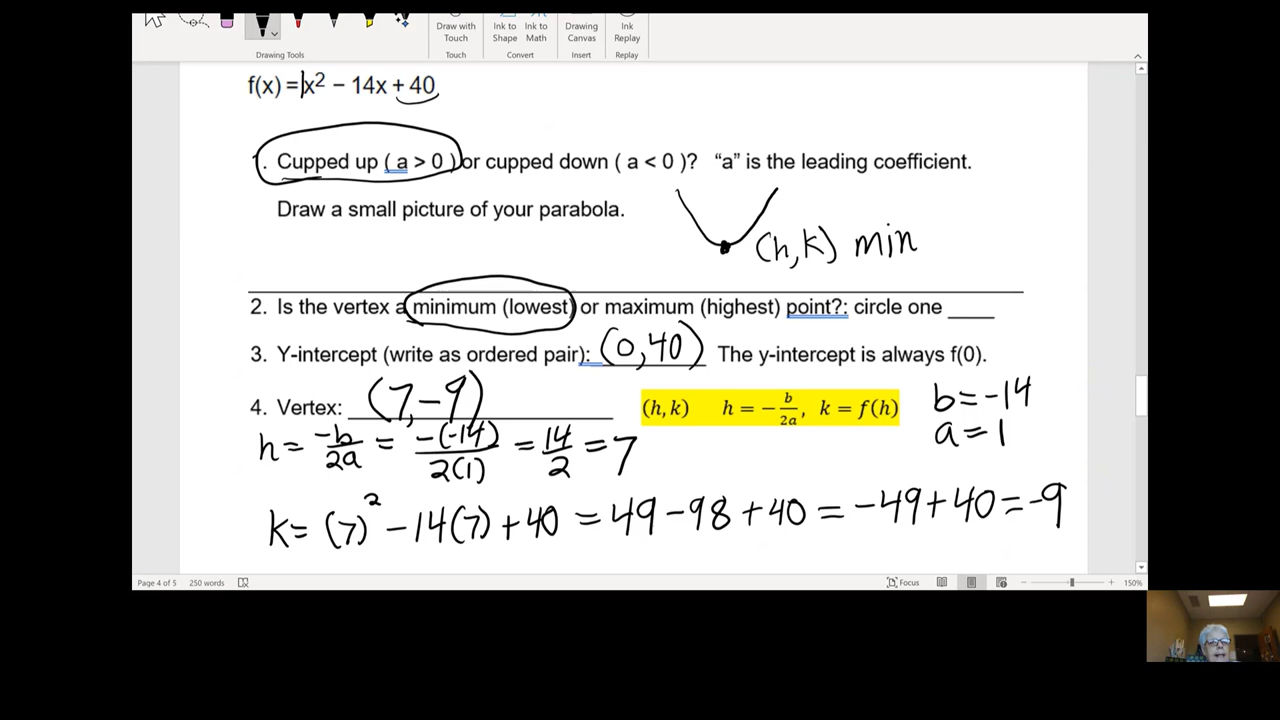 Draw with Touch
Ink to Shape
Ink to Math
Drawing Canvas
Ink Replay
Drawing Tools
Touch
Convert
Insert
Replay
f(x) = x² − 14x + 40
1. Cupped up ( a > 0 ) or cupped down ( a < 0 )? “a” is the leading coefficient.
Draw a small picture of your parabola.
(h,k) min
2. Is the vertex a minimum (lowest) or maximum (highest) point?: circle one ____
3. Y-intercept (write as ordered pair): (0,40) The y-intercept is always f(0).
4. Vertex: (7,-9) (h, k) h = −b/2a, k = f(h) b=-14
a=1
h = -b/2a = -(-14)/2(1) = 14/2 = 7
k= (7)² - 14(7) + 40 = 49 - 98 + 40 = -49+40 = -9
Page 4 of 5 250 words Focus 150%